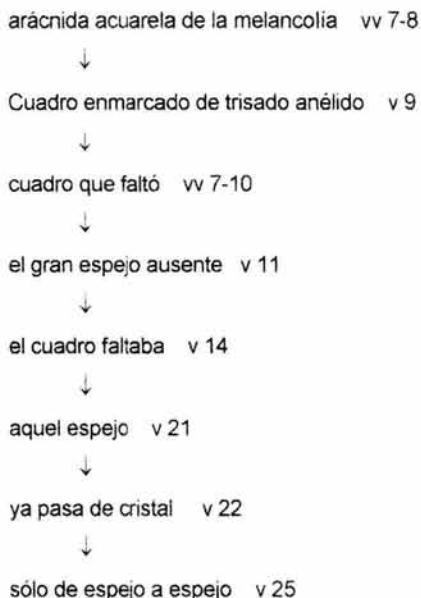 arácnida acuarela de la melancolía vv 7-8
↓
Cuadro enmarcado de trisado anélido v 9
↓
cuadro que faltó vv 7-10
↓
el gran espejo ausente v 11
↓
el cuadro faltaba v 14
↓
aquel espejo v 21
↓
ya pasa de cristal v 22
↓
sólo de espejo a espejo v 25